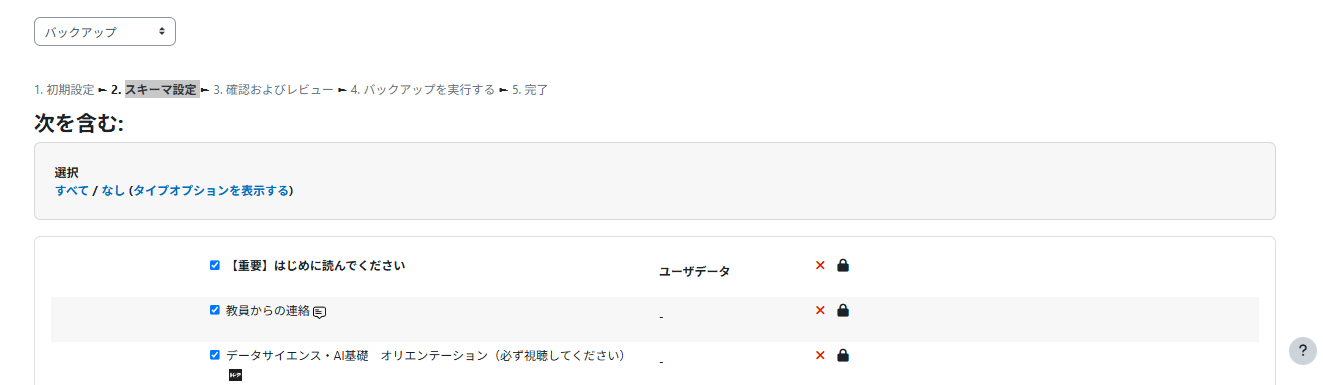 バックアップ
1. 初期設定 ► 2. スキーマ設定 ► 3. 確認およびレビュー ► 4. バックアップを実行する ► 5. 完了
次を含む:
選択
すべて / なし (タイプオプションを表示する)
【重要】はじめに読んでください ユーザデータ
教員からの連絡 -
データサイエンス・AI基礎　オリエンテーション（必ず視聴してください） -
?